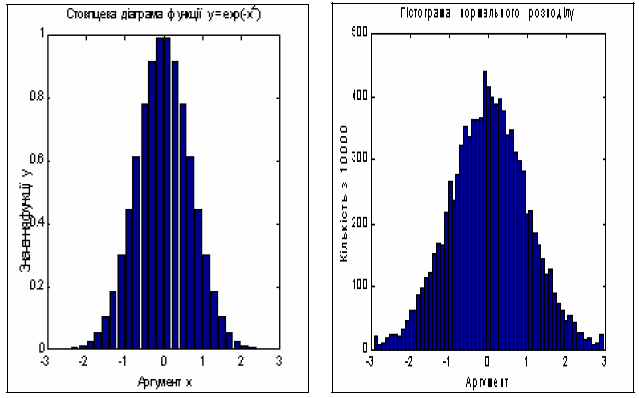 Стовпцева діаграма функції y=exp(-x²)
Значення функції y
1
0.8
0.6
0.4
0.2
0
-3 -2 -1 0 1 2 3
Аргумент x
Гістограма нормального розподілу
Кількість з 10000
500
400
300
200
100
0
-3 -2 -1 0 1 2 3
Аргумент